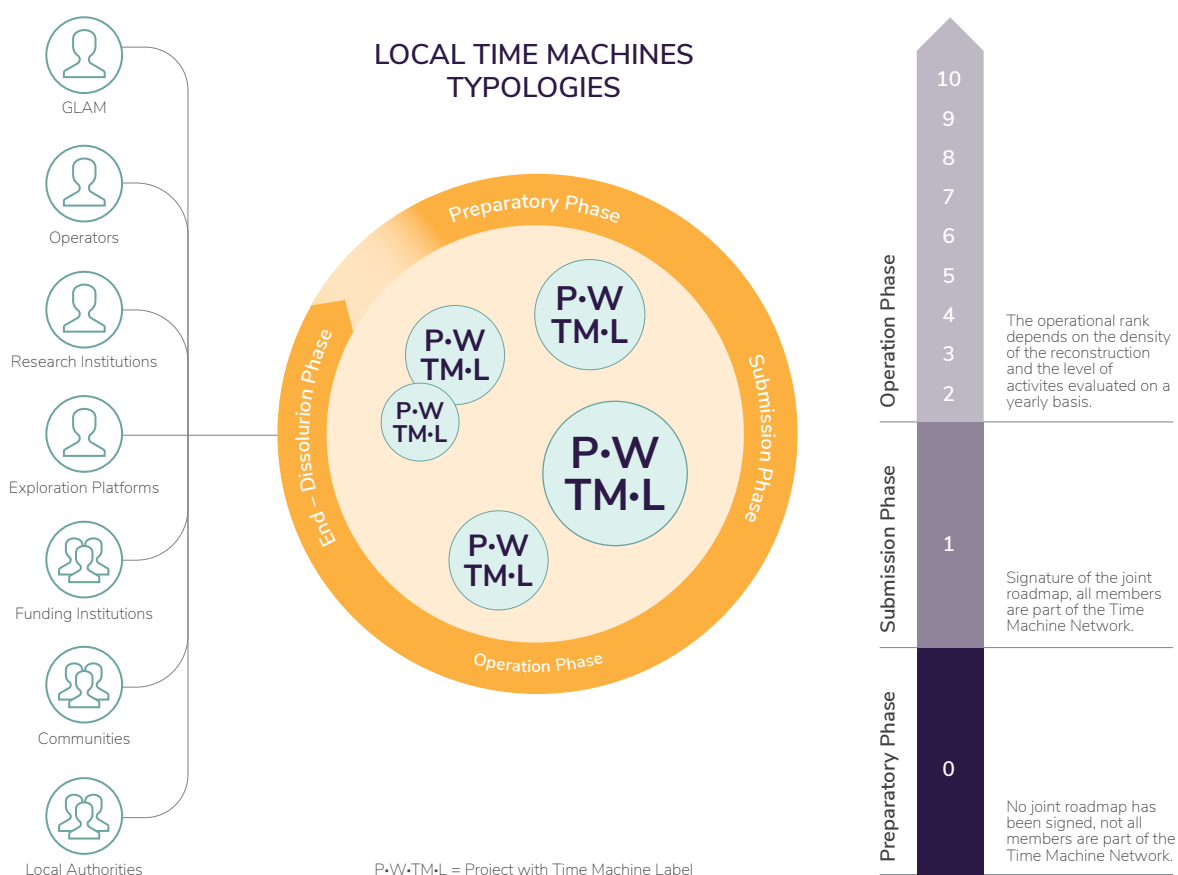 LOCAL TIME MACHINES
TYPOLOGIES
GLAM
Operators
Research Institutions
Exploration Platforms
Funding Institutions
Communities
Local Authorities
Preparatory Phase
Submission Phase
Operation Phase
End – Dissolurion Phase
P•W
TM•L
P•W
TM•L
P•W
TM•L
P•W
TM•L
P•W
TM•L
P•W•TM•L = Project with Time Machine Label
10
9
8
7
6
5
4
3
2
Operation Phase
The operational rank
depends on the density
of the reconstruction
and the level of
activites evaluated on a
yearly basis.
1
Submission Phase
Signature of the joint
roadmap, all members
are part of the Time
Machine Network.
0
Preparatory Phase
No joint roadmap has
been signed, not all
members are part of the
Time Machine Network.